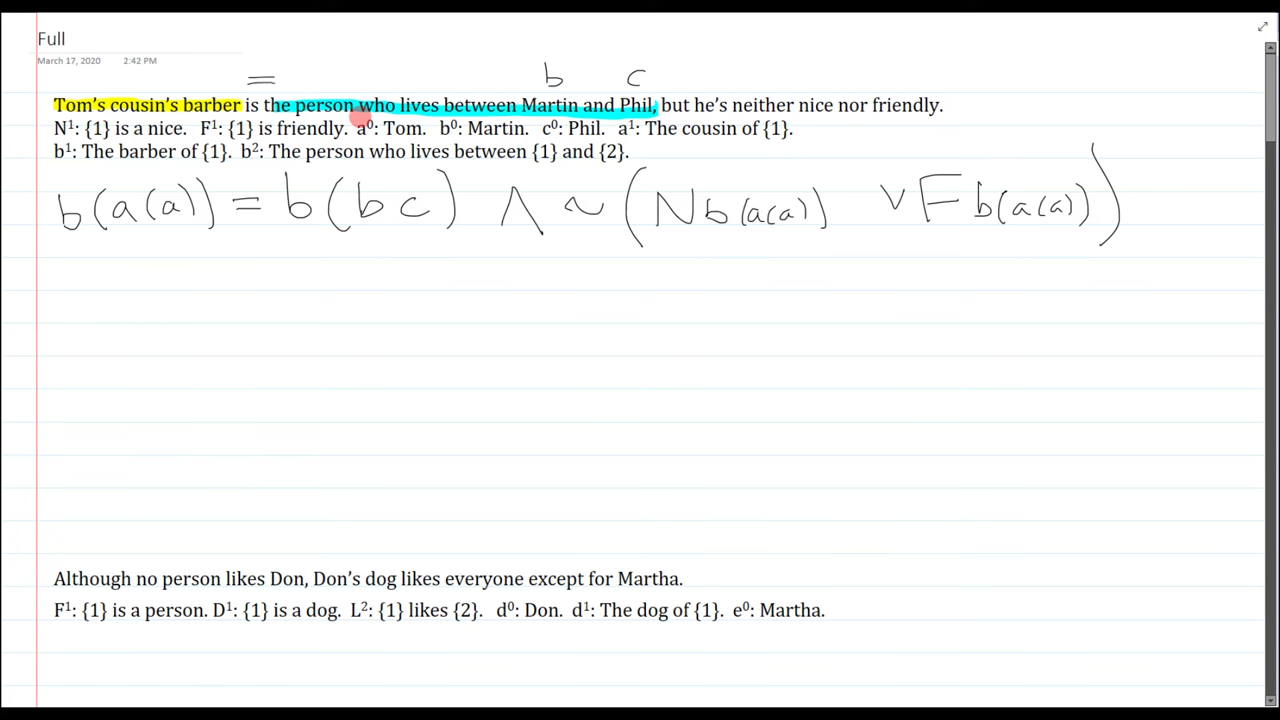 Full
March 17, 2020 2:42 PM
= b c
Tom's cousin's barber is the person who lives between Martin and Phil, but he's neither nice nor friendly.
N¹: {1} is a nice. F¹: {1} is friendly. a⁰: Tom. b⁰: Martin. c⁰: Phil. a¹: The cousin of {1}.
b¹: The barber of {1}. b²: The person who lives between {1} and {2}.
b(a(a)) = b(bc) ∧ ~(Nb(a(a)) ∨ Fb(a(a)))
Although no person likes Don, Don's dog likes everyone except for Martha.
F¹: {1} is a person. D¹: {1} is a dog. L²: {1} likes {2}. d⁰: Don. d¹: The dog of {1}. e⁰: Martha.